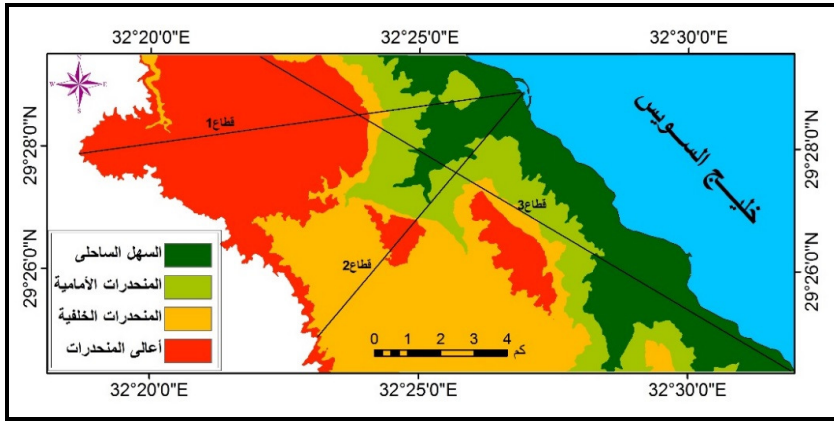 32°20'0"E 32°25'0"E 32°30'0"E
N
W E
S
29°28'0"N
29°28'0"N
قطاع1
خليـــج الســـويس
قطاع3
قطاع2
29°26'0"N
29°26'0"N
السهل الساحلى
المنحدرات الأمامية
المنحدرات الخلفية
أعالى المنحدرات
0 1 2 3 4
كم
32°20'0"E 32°25'0"E 32°30'0"E